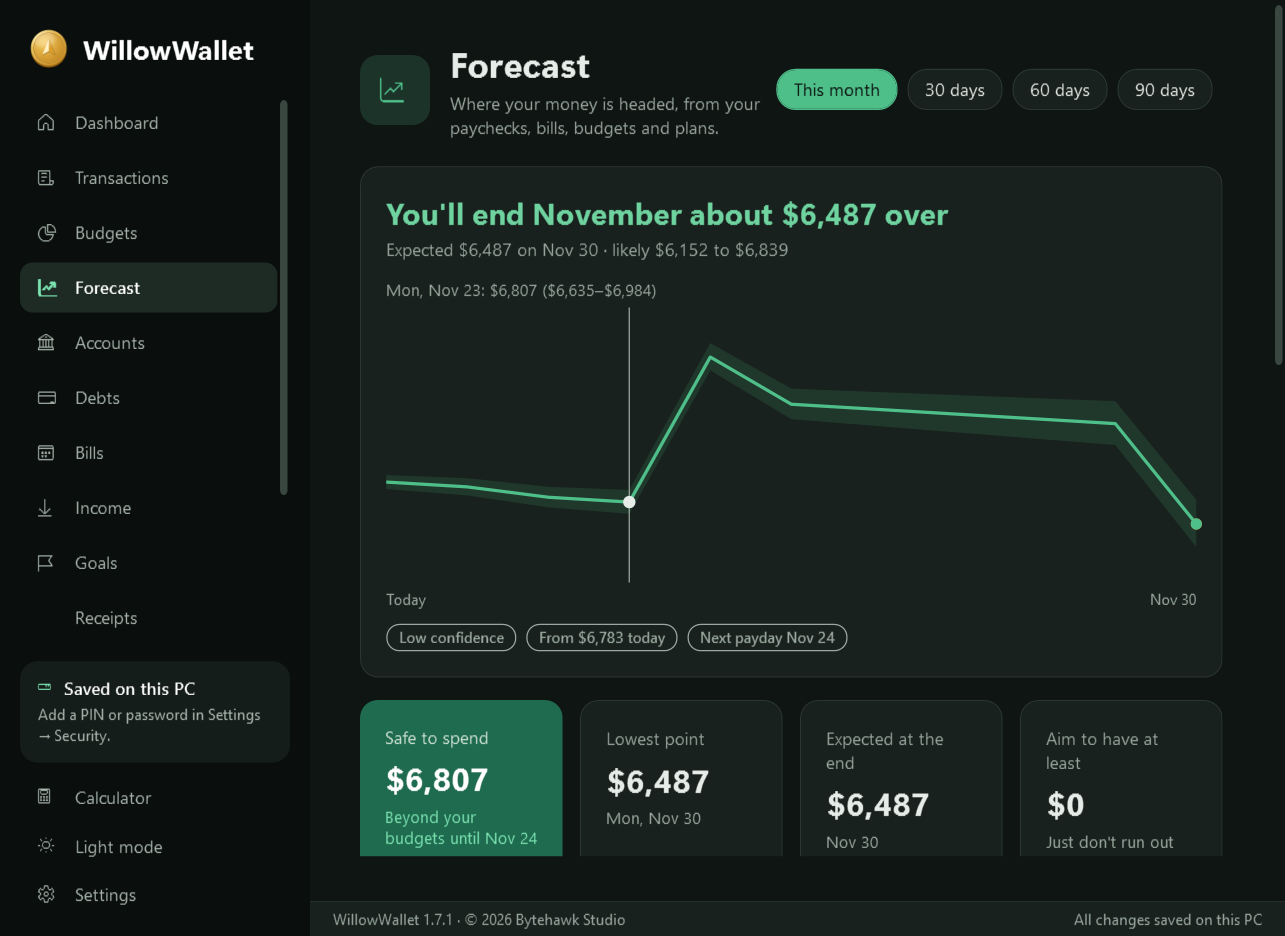 WillowWallet
Dashboard
Transactions
Budgets
Forecast
Accounts
Debts
Bills
Income
Goals
Receipts
Saved on this PC
Add a PIN or password in Settings
→ Security.
Calculator
Light mode
Settings
Forecast
Where your money is headed, from your
paychecks, bills, budgets and plans.
This month
30 days
60 days
90 days
You'll end November about $6,487 over
Expected $6,487 on Nov 30 · likely $6,152 to $6,839
Mon, Nov 23: $6,807 ($6,635–$6,984)
Today
Nov 30
Low confidence
From $6,783 today
Next payday Nov 24
Safe to spend
$6,807
Beyond your
budgets until Nov 24
Lowest point
$6,487
Mon, Nov 30
Expected at the
end
$6,487
Nov 30
Aim to have at
least
$0
Just don't run out
WillowWallet 1.7.1 · © 2026 Bytehawk Studio
All changes saved on this PC